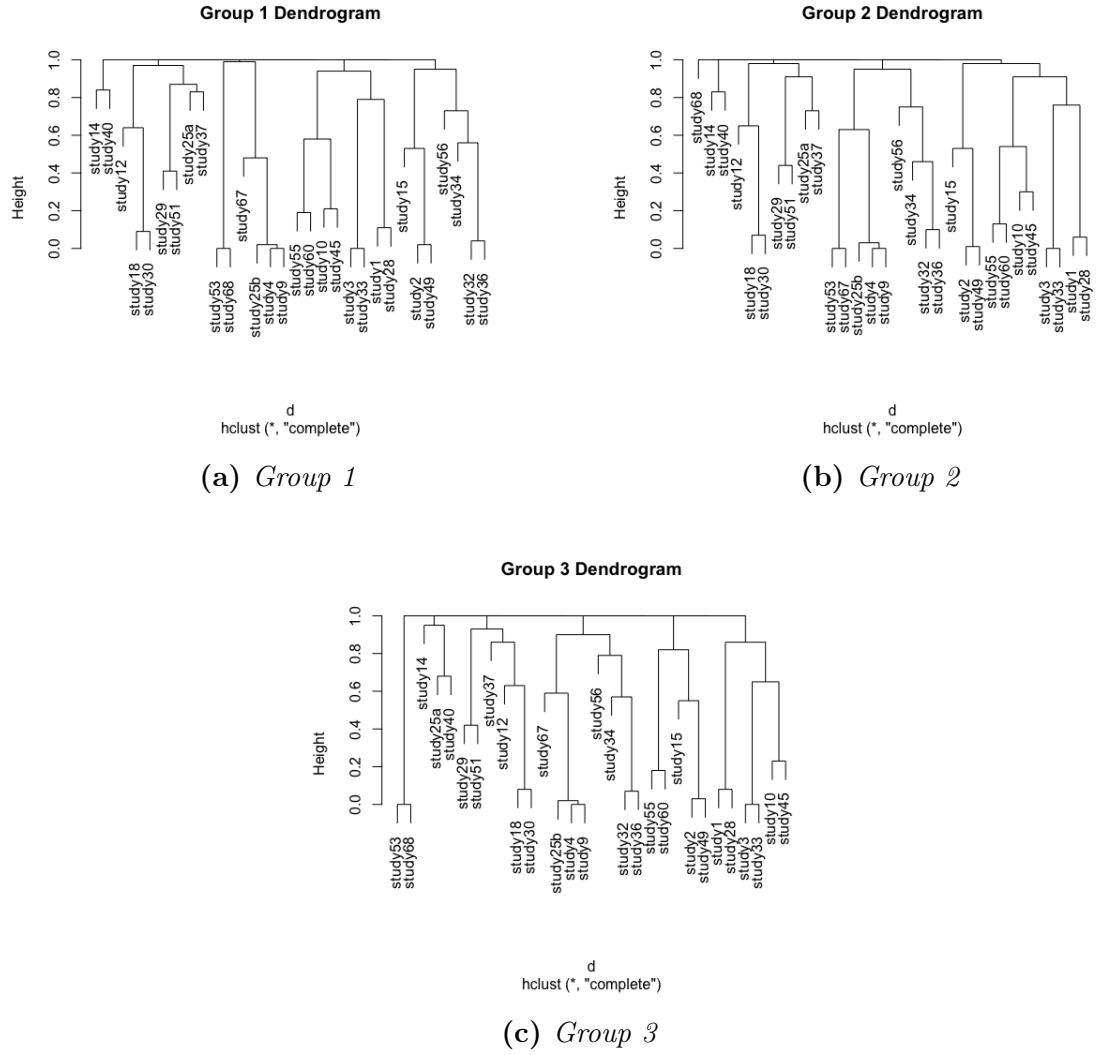 Group 1 Dendrogram
Height
0.0 0.2 0.4 0.6 0.8 1.0
study14
study40
study12
study18
study30
study29
study51
study25a
study37
study53
study68
study67
study25b
study4
study9
study55
study60
study10
study45
study3
study33
study1
study28
study15
study2
study49
study56
study34
study32
study36
d
hclust (*, "complete")
(a) Group 1
Group 2 Dendrogram
Height
0.0 0.2 0.4 0.6 0.8 1.0
study68
study14
study40
study12
study18
study30
study29
study51
study25a
study37
study53
study67
study25b
study4
study9
study56
study34
study32
study36
study15
study2
study49
study55
study60
study10
study45
study3
study33
study1
study28
d
hclust (*, "complete")
(b) Group 2
Group 3 Dendrogram
Height
0.0 0.2 0.4 0.6 0.8 1.0
study53
study68
study14
study25a
study40
study29
study51
study37
study12
study18
study30
study67
study25b
study4
study9
study56
study34
study32
study36
study55
study60
study15
study2
study49
study1
study28
study3
study33
study10
study45
d
hclust (*, "complete")
(c) Group 3